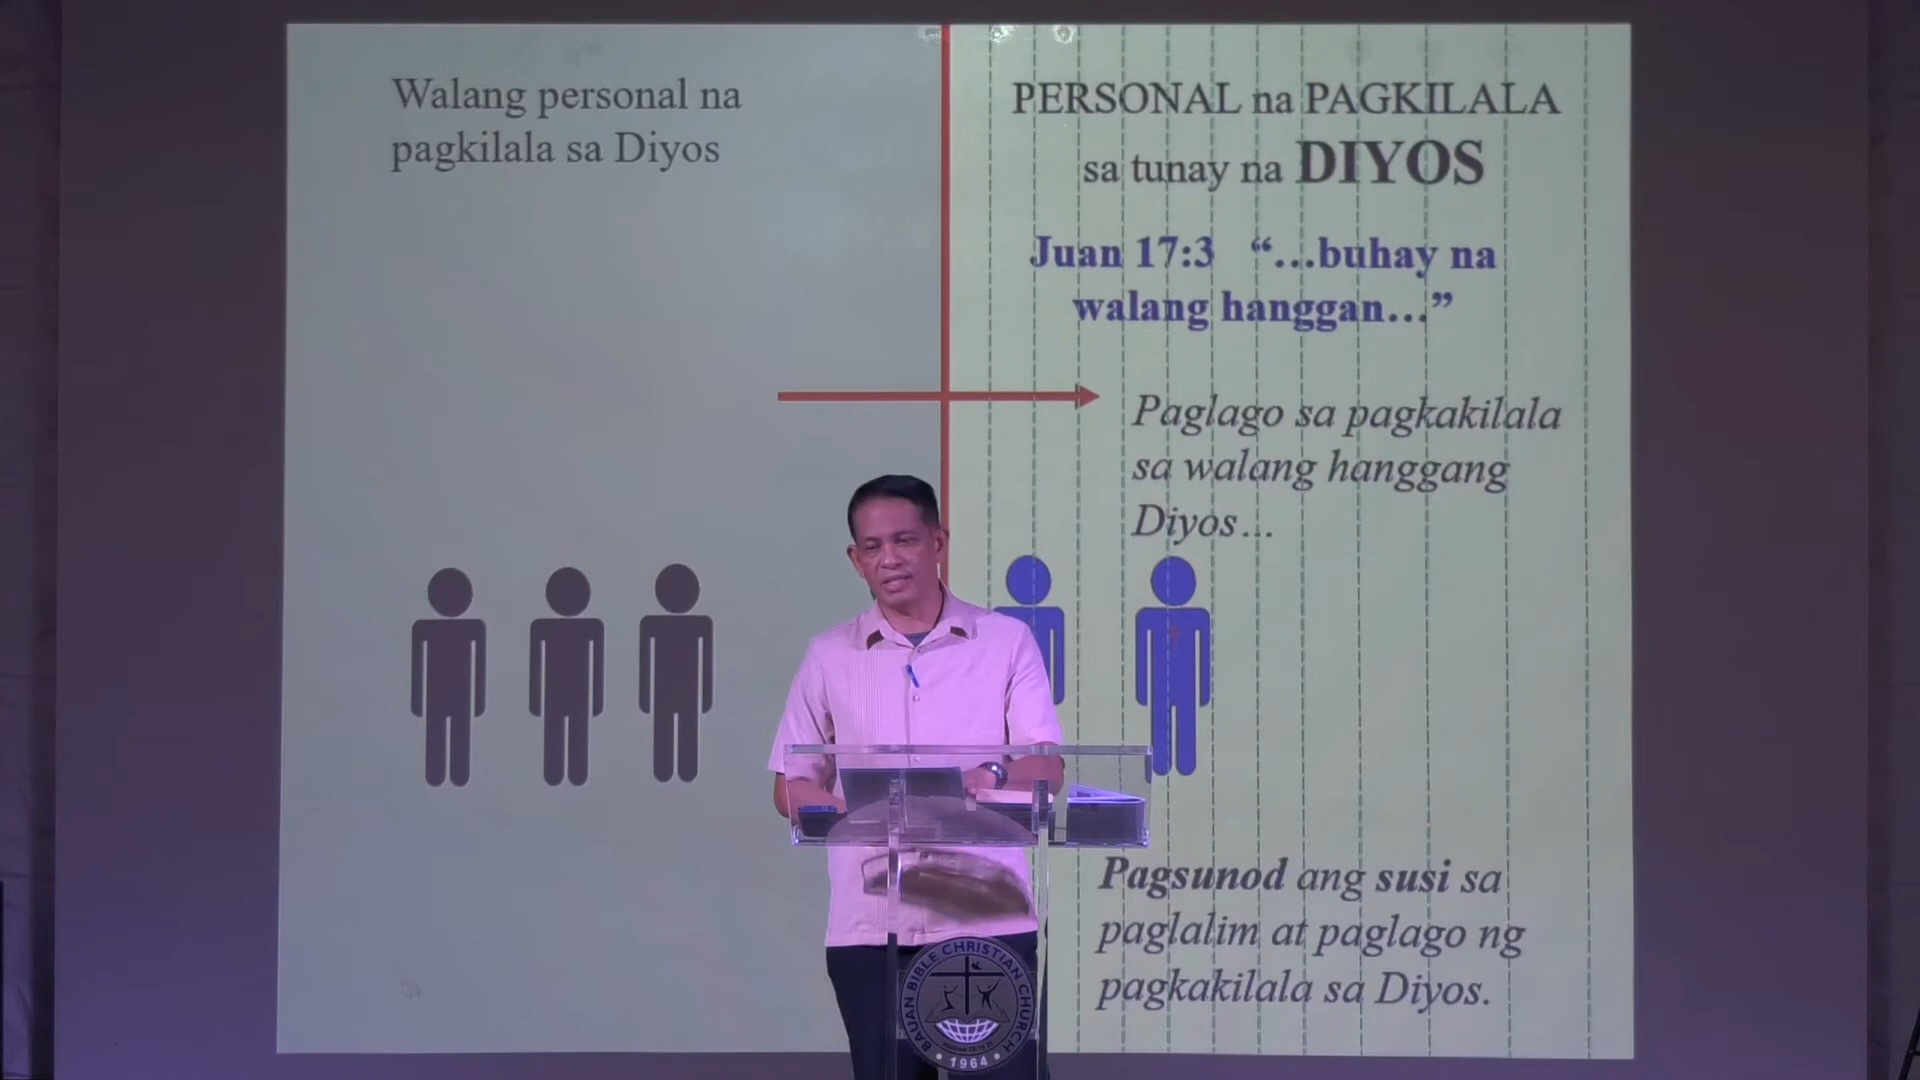 Walang personal na
pagkilala sa Diyos
PERSONAL na PAGKILALA
sa tunay na DIYOS
Juan 17:3 “...buhay na
walang hanggan...”
Paglago sa pagkakilala
sa walang hanggang
Diyos...
Pagsunod ang susi sa
paglalim at paglago ng
pagkakilala sa Diyos.
BAUAN BIBLE CHRISTIAN CHURCH
• 1964 •